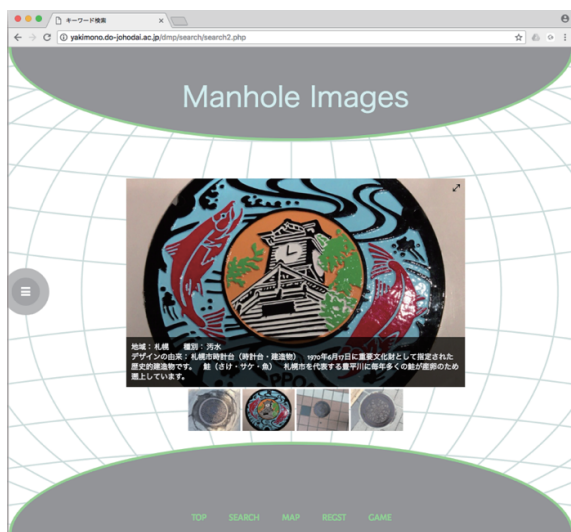 キーワード検索
yakimono.do-johodai.ac.jp/dmp/search/search2.php
Manhole Images
地域： 札幌　種別： 汚水
デザインの由来： 札幌市時計台（時計台・建造物）　1970年6月17日に重要文化財として指定された
歴史的建造物です。　鮭（さけ・サケ・魚）　札幌市を代表する豊平川に毎年多くの鮭が産卵のため
遡上しています。
TOP SEARCH MAP REGST GAME